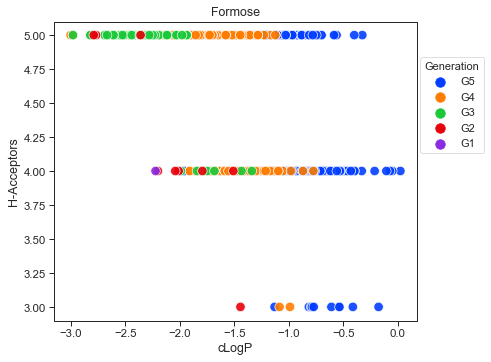 Formose
H-Acceptors
5.00
4.75
4.50
4.25
4.00
3.75
3.50
3.25
3.00
−3.0 −2.5 −2.0 −1.5 −1.0 −0.5 0.0
cLogP
Generation
G5
G4
G3
G2
G1